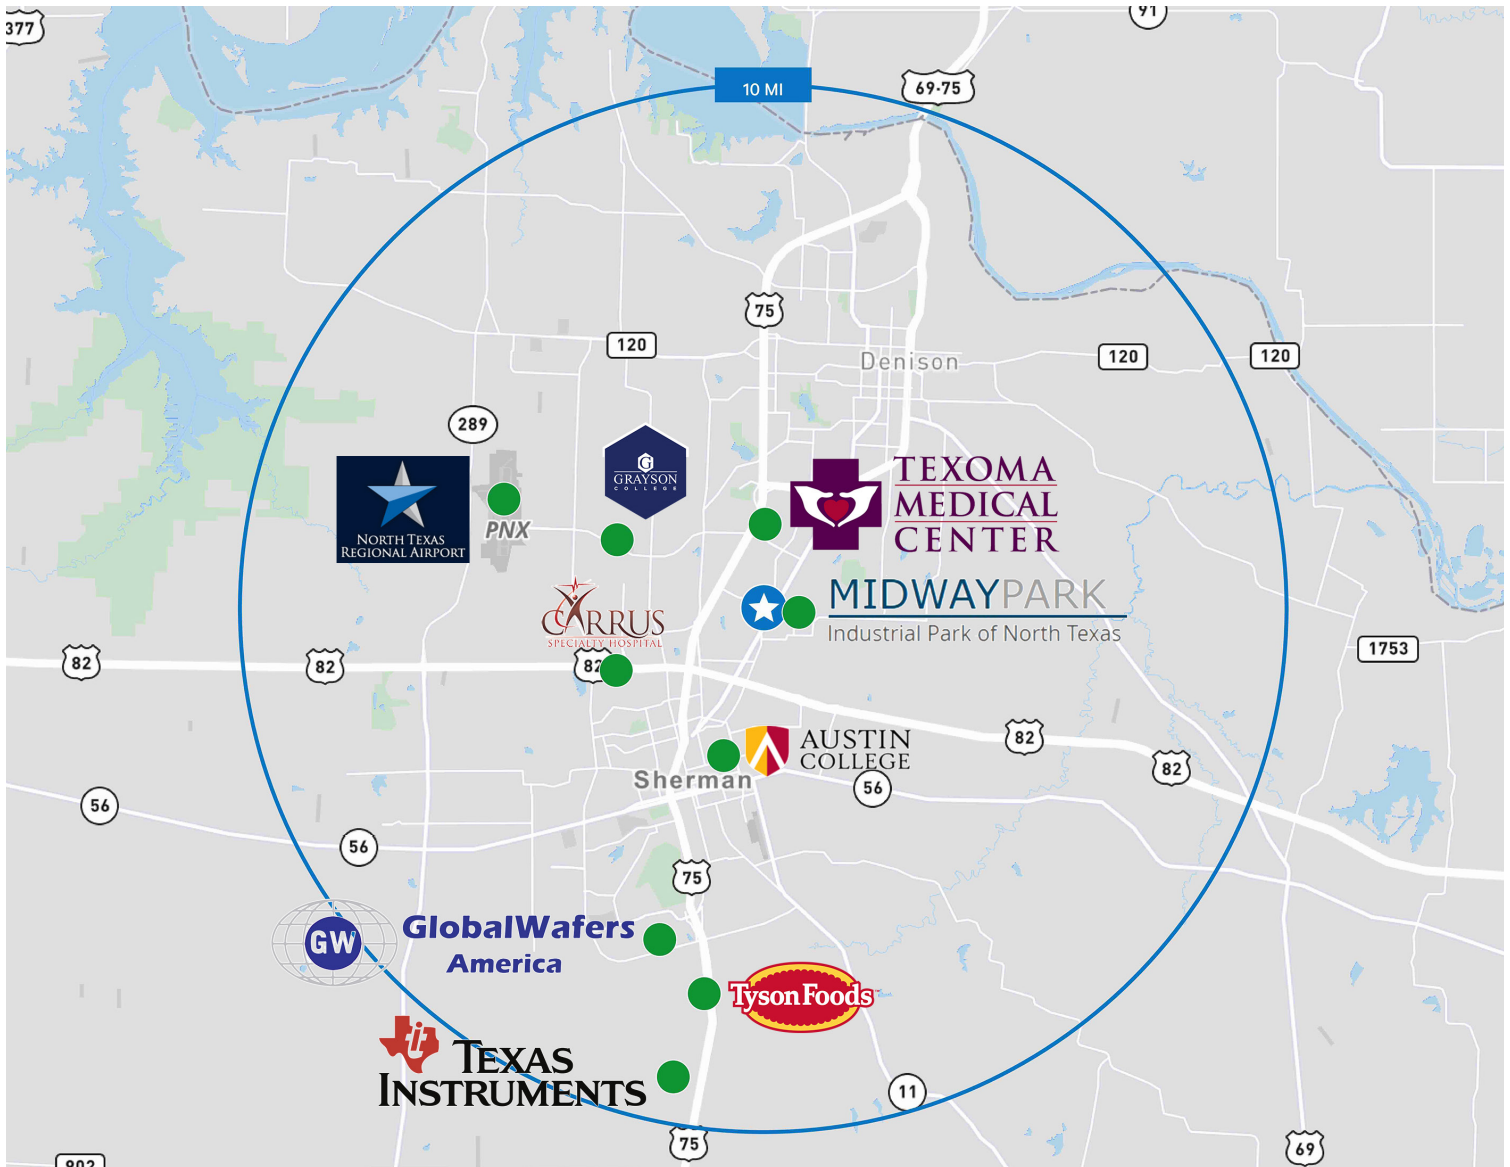 377
91
10 MI
69-75
75
120
Denison
120
120
289
G
GRAYSON
COLLEGE
NORTH TEXAS
REGIONAL AIRPORT
PNX
TEXOMA
MEDICAL
CENTER
CARRUS
SPECIALTY HOSPITAL
MIDWAYPARK
Industrial Park of North Texas
82
82
82
1753
82
82
AUSTIN
COLLEGE
Sherman
56
56
56
75
GW
GlobalWafers
America
Tyson Foods
TEXAS
INSTRUMENTS
11
75
69
902